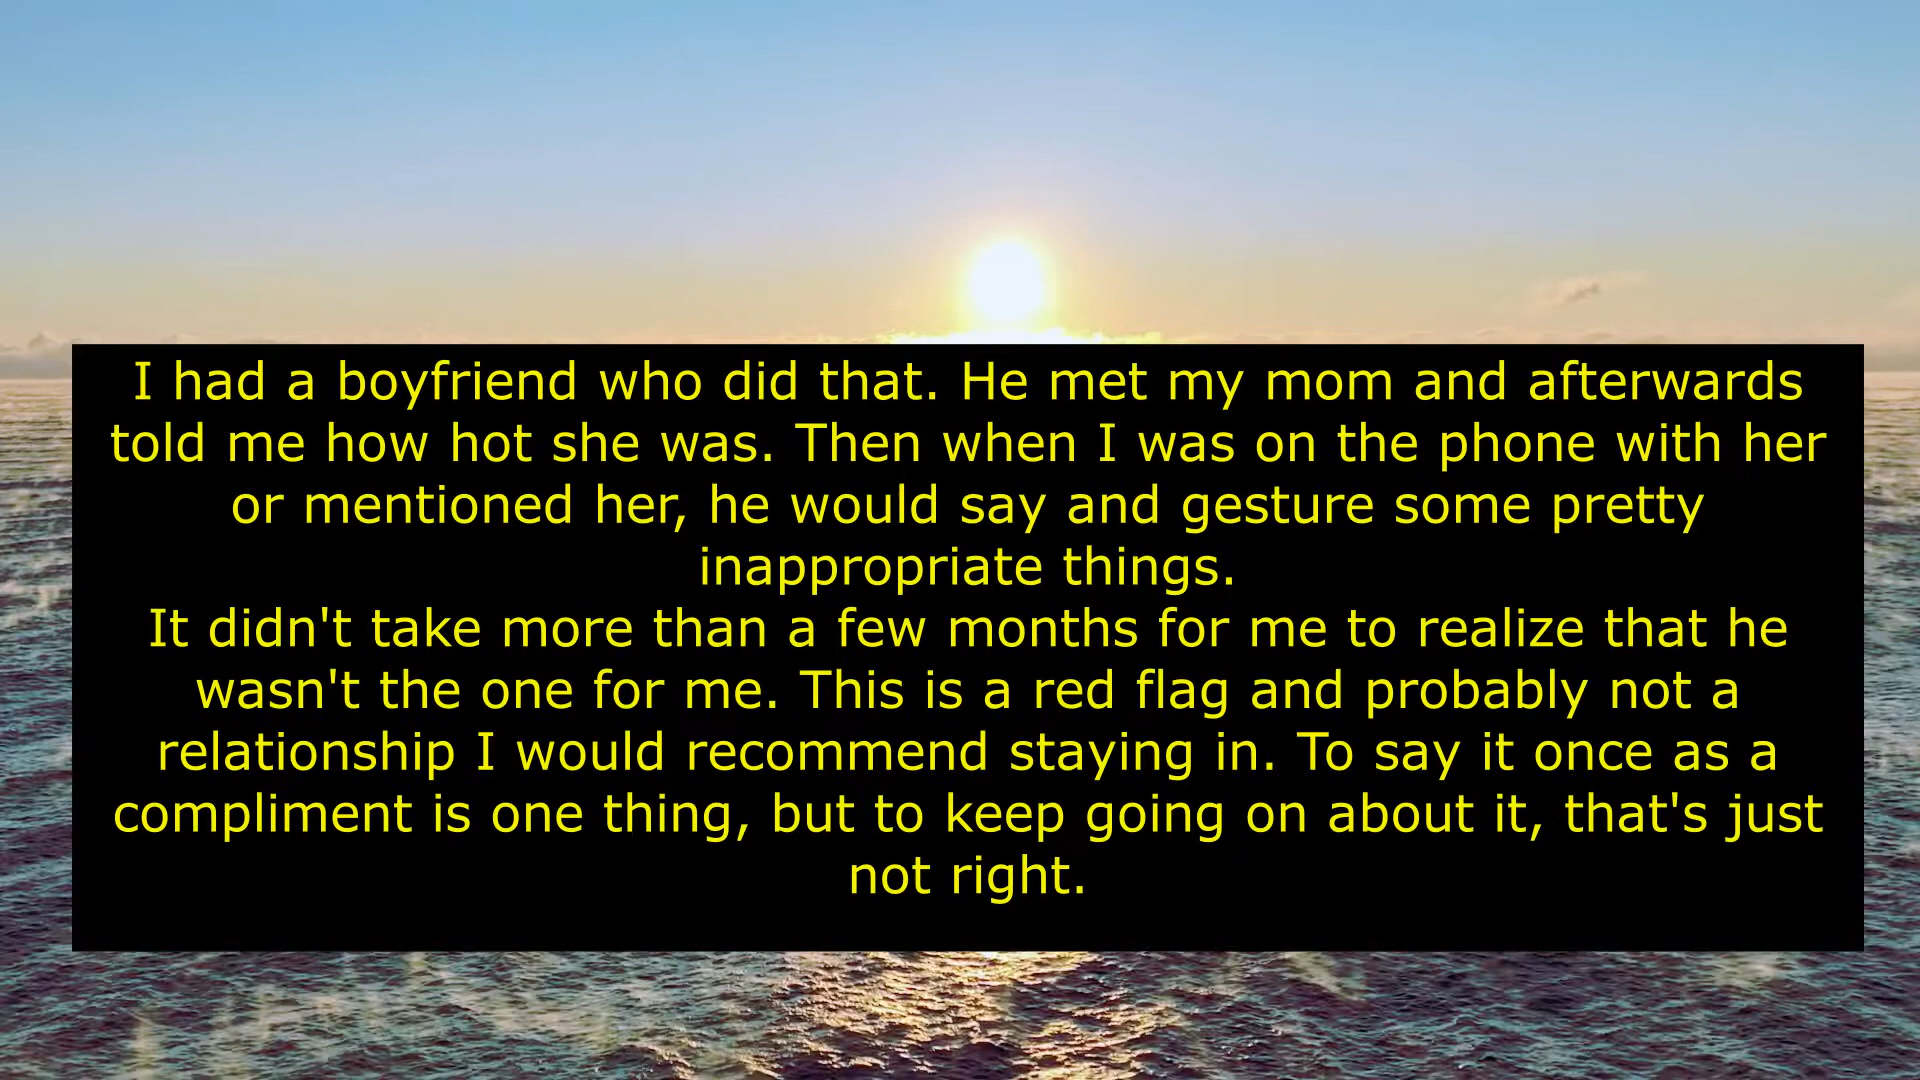 I had a boyfriend who did that. He met my mom and afterwards
told me how hot she was. Then when I was on the phone with her
or mentioned her, he would say and gesture some pretty
inappropriate things.
It didn't take more than a few months for me to realize that he
wasn't the one for me. This is a red flag and probably not a
relationship I would recommend staying in. To say it once as a
compliment is one thing, but to keep going on about it, that's just
not right.